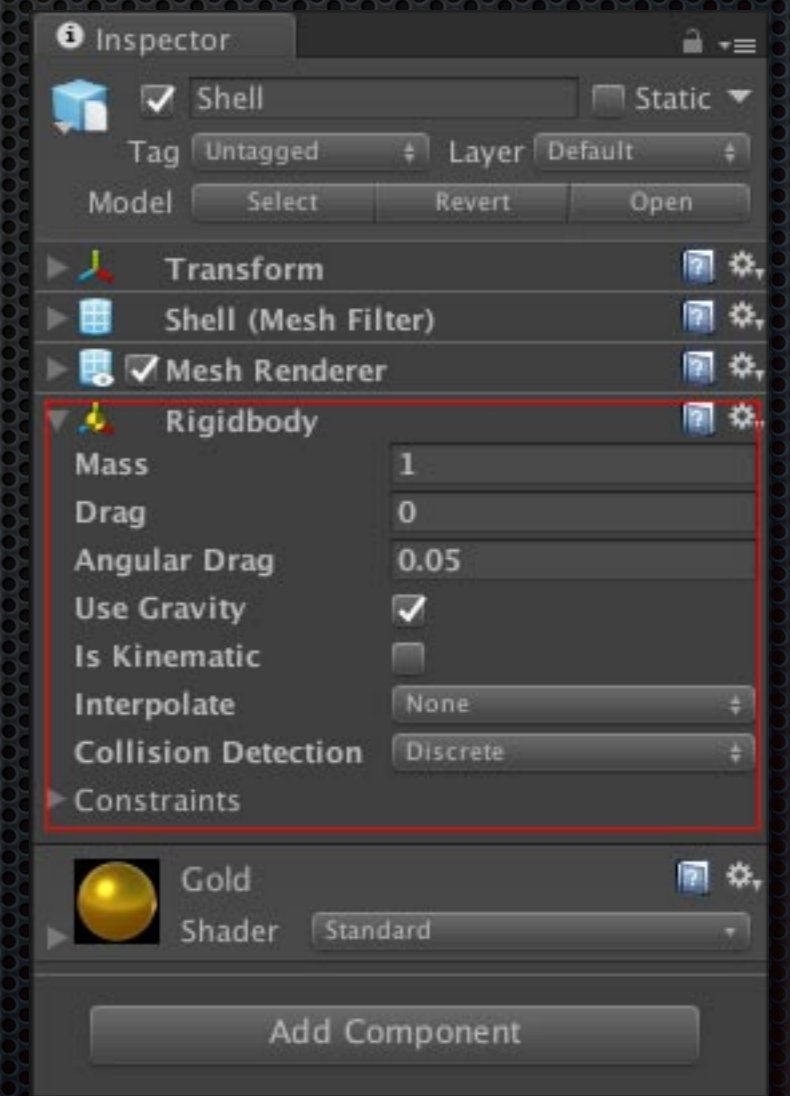 Inspector
Shell Static
Tag Untagged Layer Default
Model Select Revert Open
Transform
Shell (Mesh Filter)
Mesh Renderer
Rigidbody
Mass 1
Drag 0
Angular Drag 0.05
Use Gravity
Is Kinematic
Interpolate None
Collision Detection Discrete
Constraints
Gold
Shader Standard
Add Component